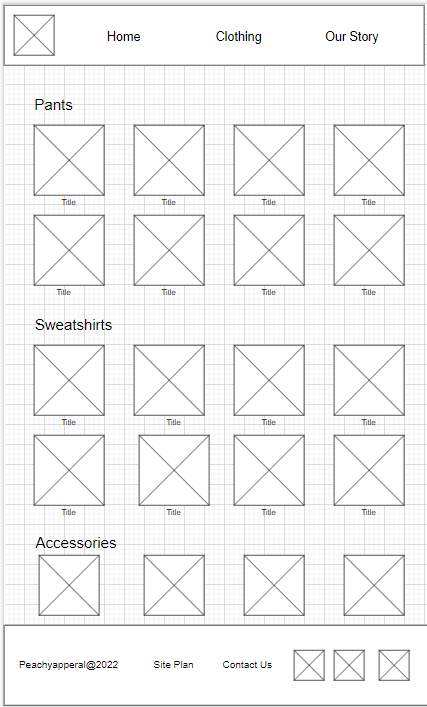 Home Clothing Our Story
Pants
Title Title Title Title
Title Title Title Title
Sweatshirts
Title Title Title Title
Title Title Title Title
Accessories
Peachyapperal@2022 Site Plan Contact Us